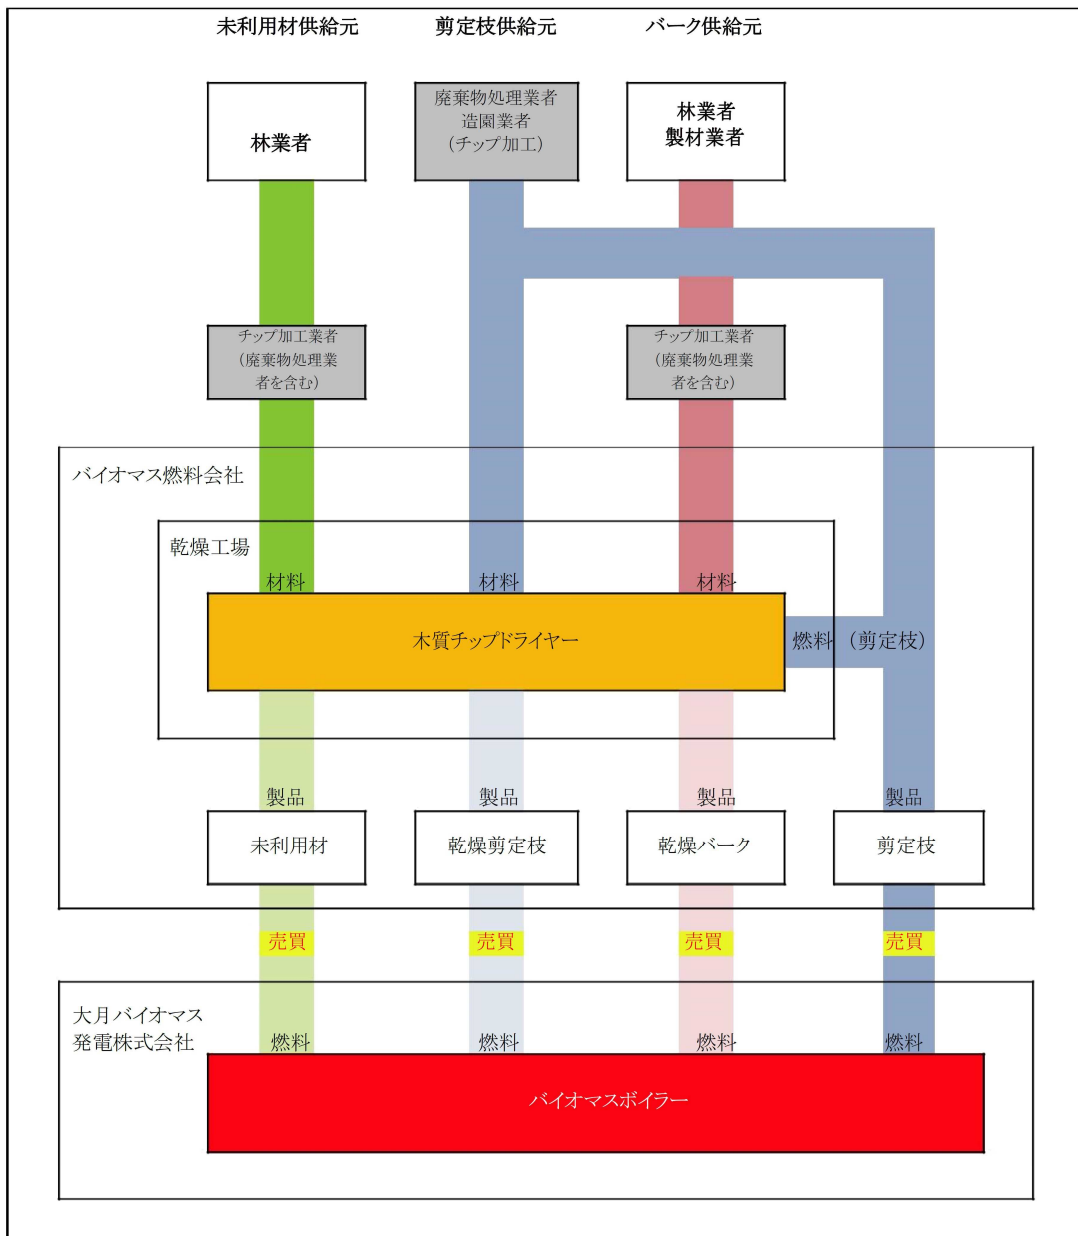 未利用材供給元
剪定枝供給元
バーク供給元
林業者
廃棄物処理業者
造園業者
(チップ加工)
林業者
製材業者
チップ加工業者
(廃棄物処理業
者を含む)
チップ加工業者
(廃棄物処理業
者を含む)
バイオマス燃料会社
乾燥工場
材料
材料
材料
木質チップドライヤー
燃料（剪定枝）
製品
製品
製品
製品
未利用材
乾燥剪定枝
乾燥バーク
剪定枝
売買
売買
売買
売買
大月バイオマス
発電株式会社
燃料
燃料
燃料
燃料
バイオマスボイラー